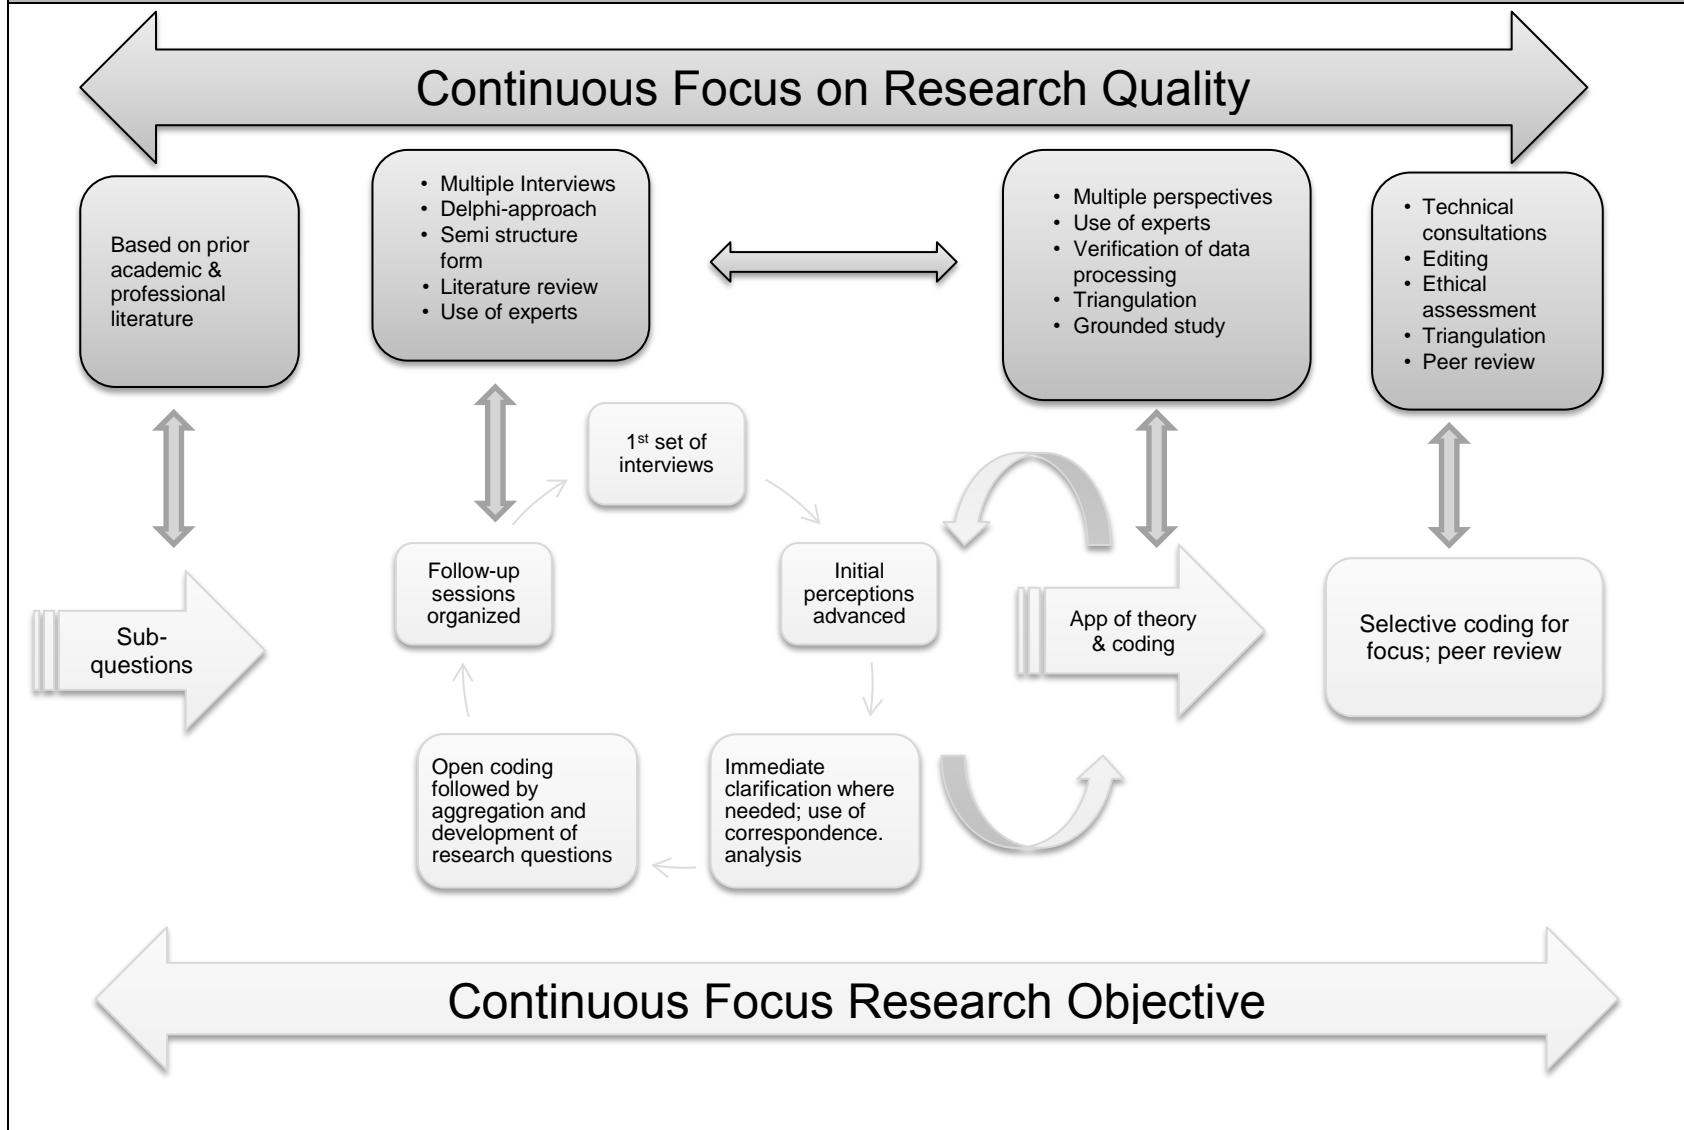 Continuous Focus on Research Quality
Based on prior
academic &
professional
literature
• Multiple Interviews
• Delphi-approach
• Semi structure
form
• Literature review
• Use of experts
• Multiple perspectives
• Use of experts
• Verification of data
processing
• Triangulation
• Grounded study
• Technical
consultations
• Editing
• Ethical
assessment
• Triangulation
• Peer review
1st set of
interviews
Follow-up
sessions
organized
Initial
perceptions
advanced
Sub-
questions
App of theory
& coding
Selective coding for
focus; peer review
Open coding
followed by
aggregation and
development of
research questions
Immediate
clarification where
needed; use of
correspondence.
analysis
Continuous Focus Research Objective